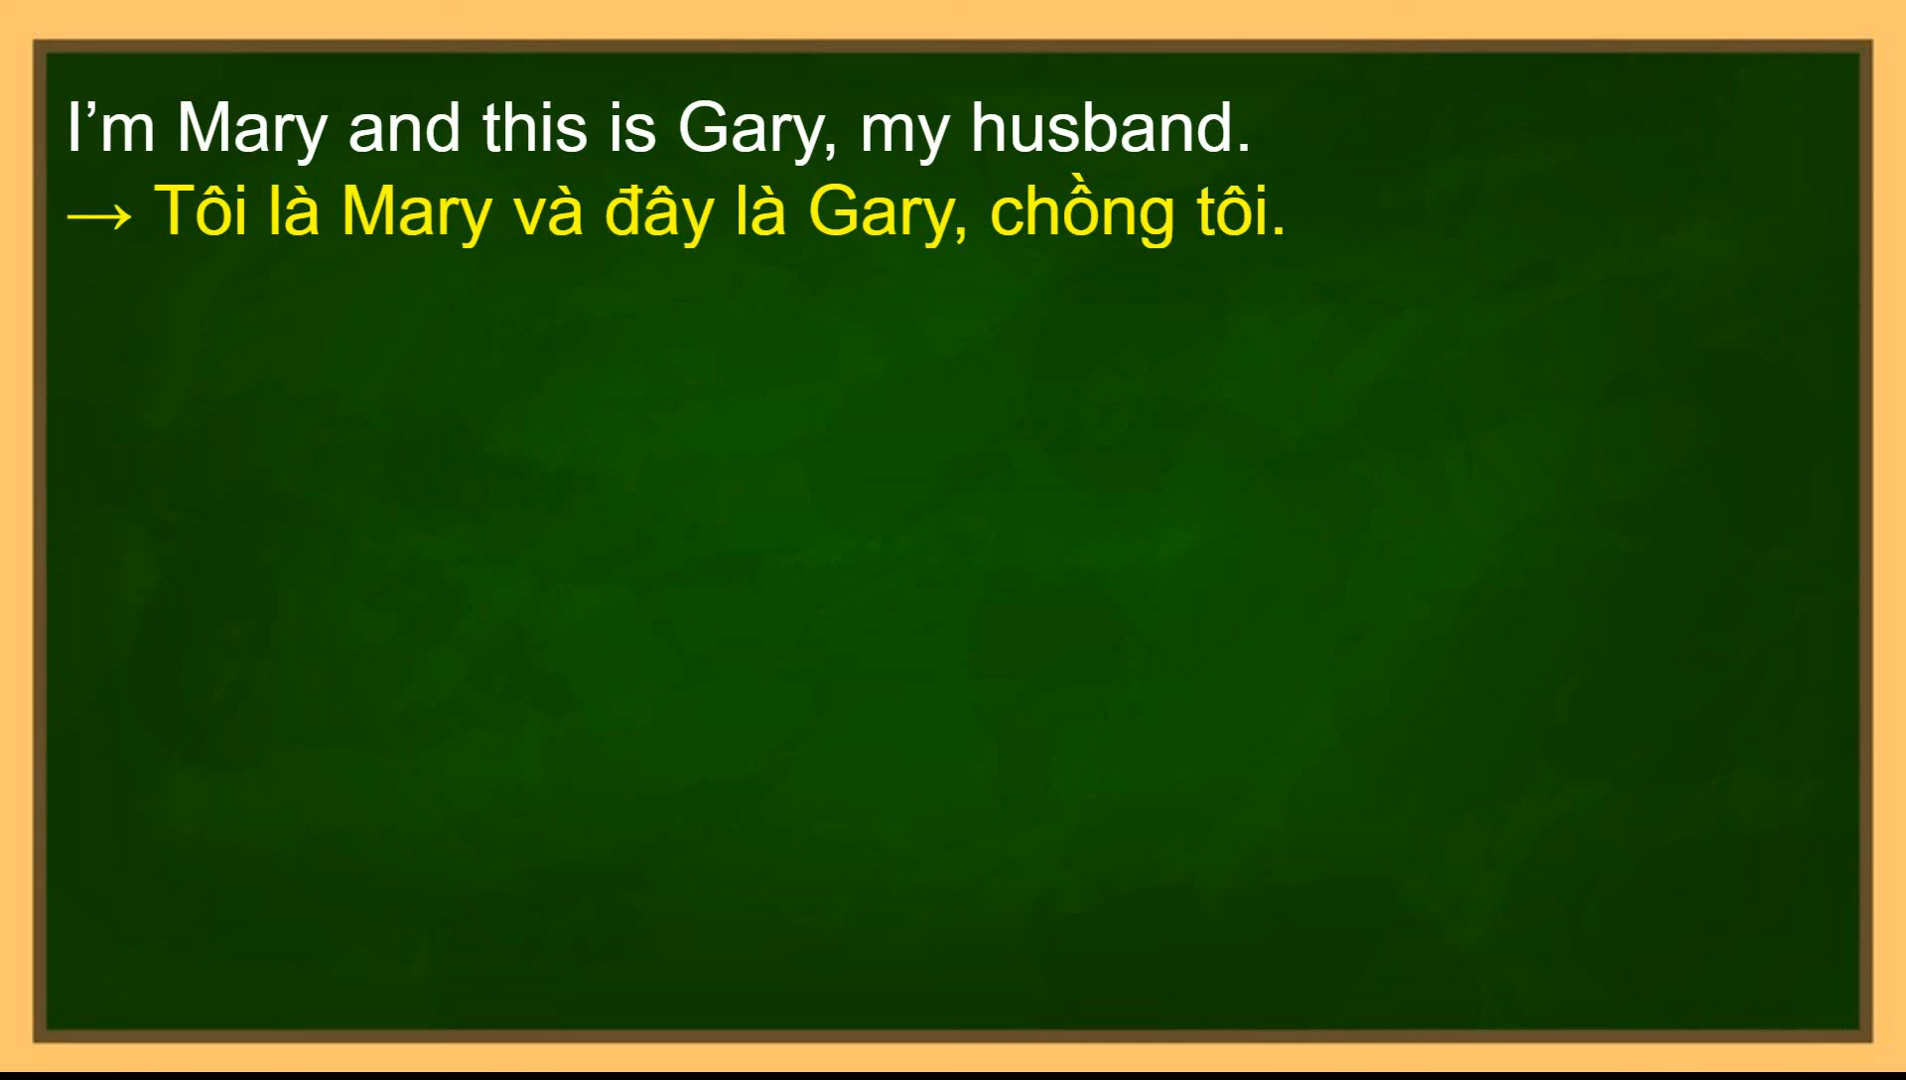 I’m Mary and this is Gary, my husband.
→ Tôi là Mary và đây là Gary, chồng tôi.